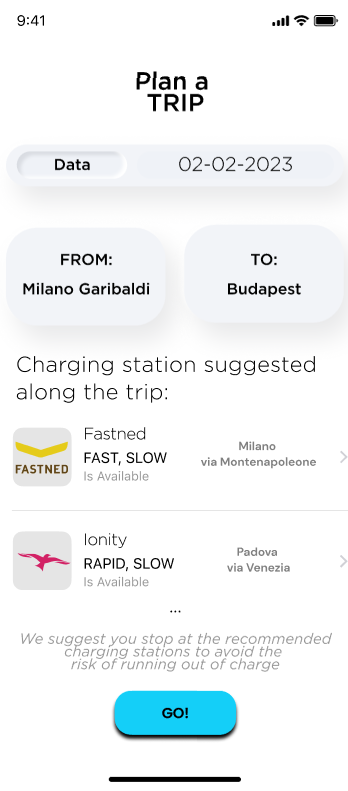 9:41
Plan a
TRIP
Data
02-02-2023
FROM:
Milano Garibaldi
TO:
Budapest
Charging station suggested
along the trip:
FASTNED
Fastned
FAST, SLOW
Is Available
Milano
via Montenapoleone
Ionity
RAPID, SLOW
Is Available
Padova
via Venezia
...
We suggest you stop at the recommended
charging stations to avoid the
risk of running out of charge
GO!